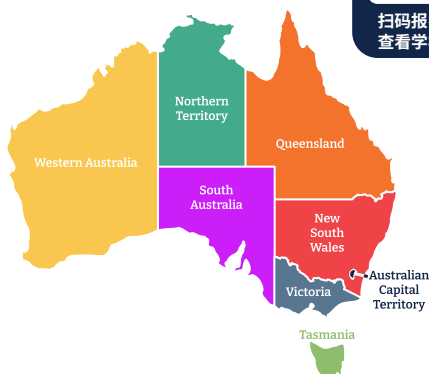 扫码报
查看学
Northern
Territory
Queensland
Western Australia
South
Australia
New
South
Wales
Australian
Capital
Territory
Victoria
Tasmania